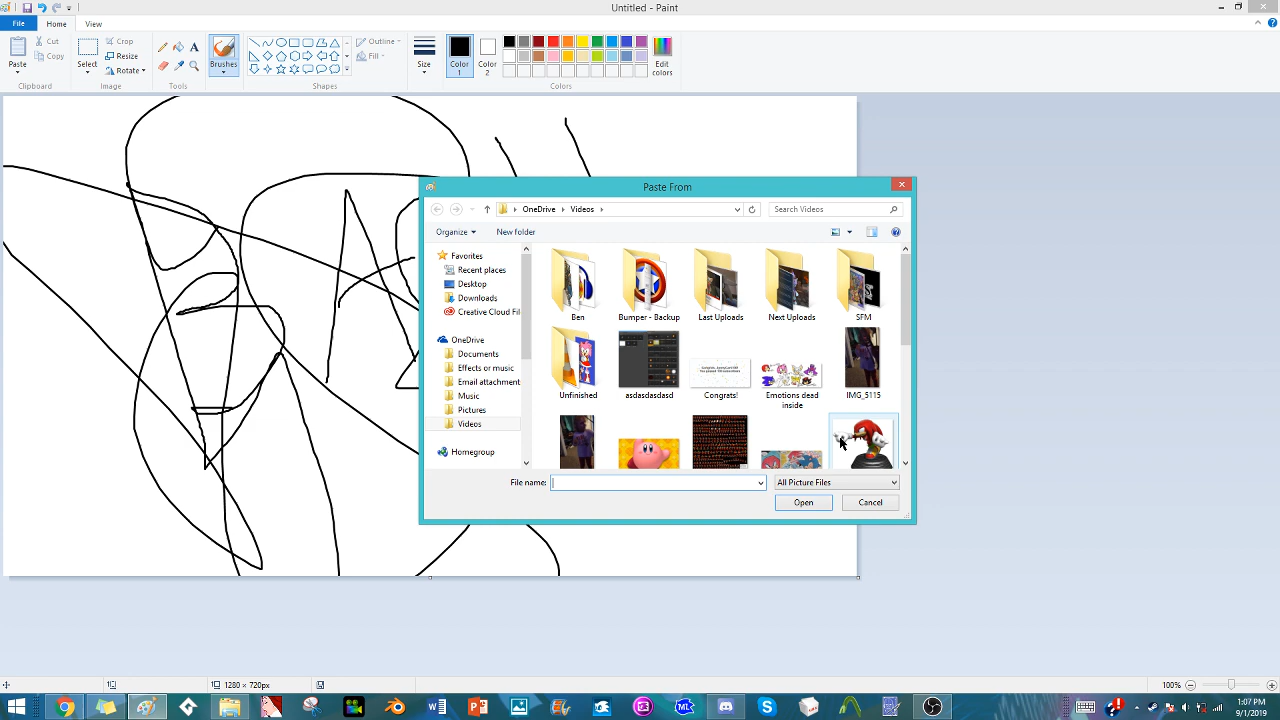 Untitled - Paint
File Home View
Paste Cut Copy Clipboard
Select Crop Resize Rotate Image
Tools
Brushes
Shapes
Outline Fill
Size
Color 1
Color 2
Edit colors
Colors
Paste From
OneDrive Videos
Search Videos
Organize New folder
Favorites
Recent places
Desktop
Downloads
Creative Cloud Fil
OneDrive
Documents
Effects or music
Email attachment
Music
Pictures
Videos
Homegroup
Ben Bumper - Backup Last Uploads Next Uploads SFM
Unfinished asdasdasdasd Congrats! Emotions dead inside IMG_5115
File name: All Picture Files
Open Cancel
1280 × 720px
100%
1:07 PM
9/1/2019